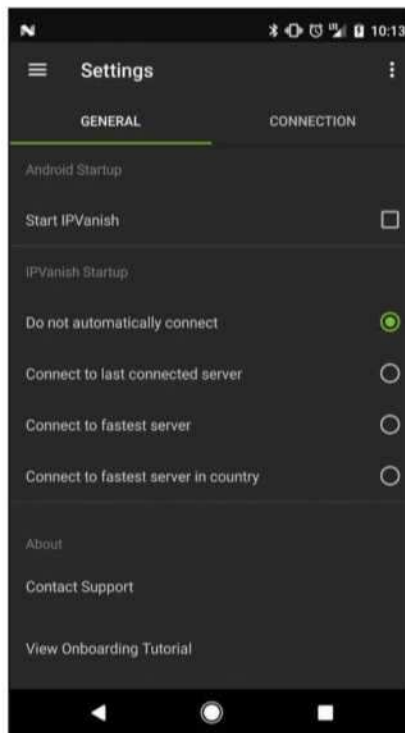 10:13
Settings
GENERAL CONNECTION
Android Startup
Start IPVanish
IPVanish Startup
Do not automatically connect
Connect to last connected server
Connect to fastest server
Connect to fastest server in country
About
Contact Support
View Onboarding Tutorial